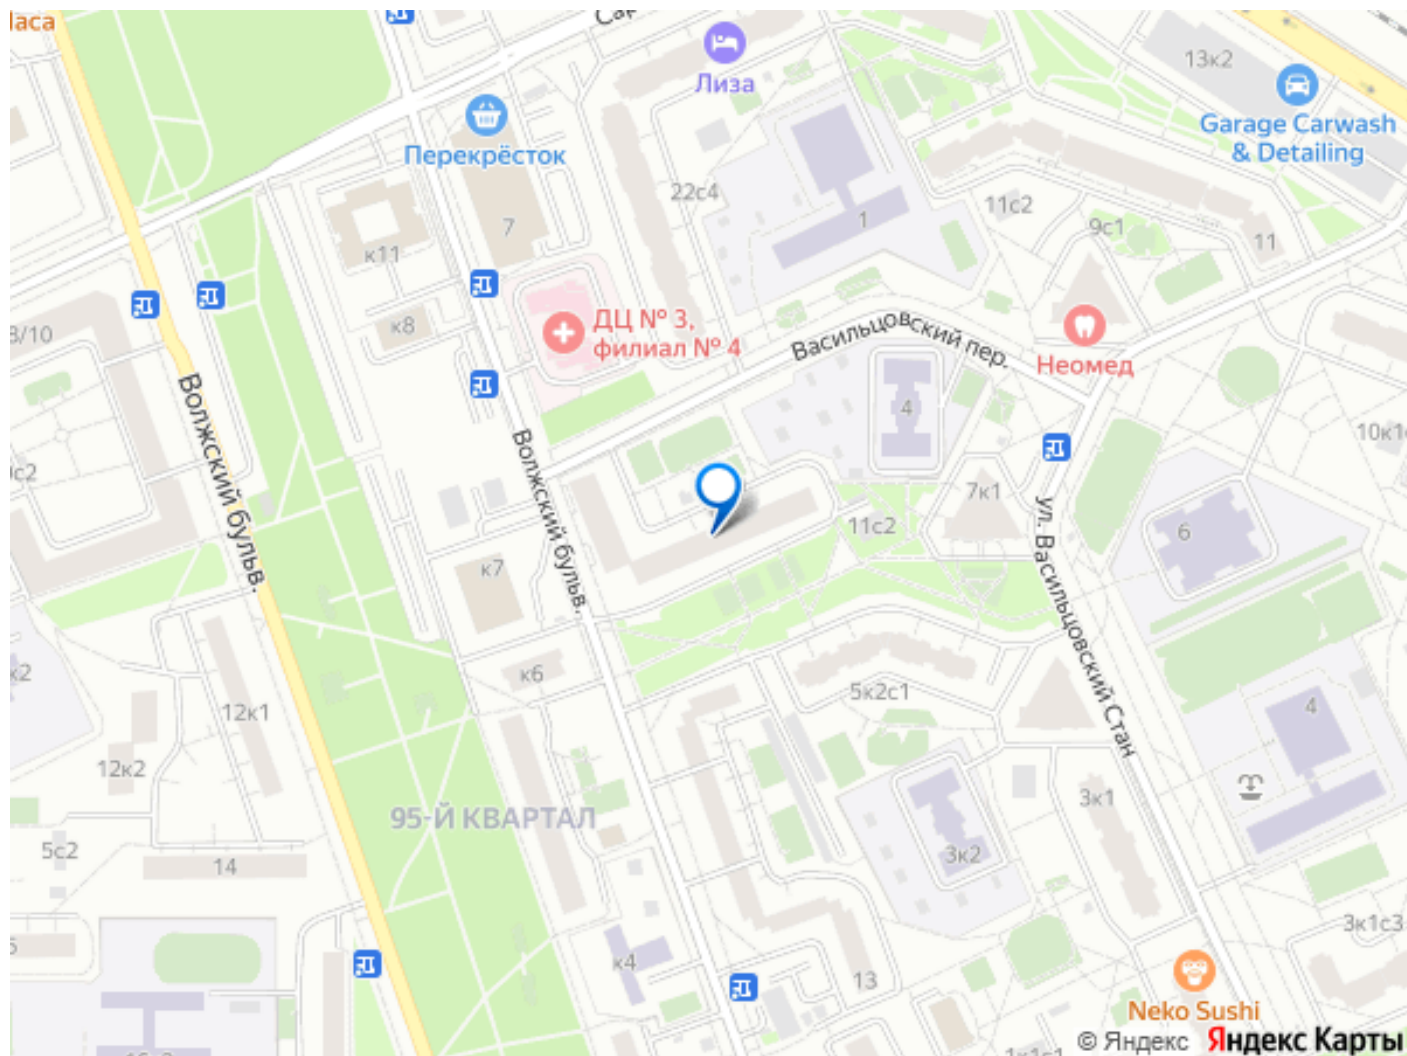 Сар
13к2
Лиза
Garage Carwash
& Detailing
Перекрёсток
22с4
11с2
1
9с1
7
11
к11
к8
ДЦ № 3,
филиал № 4
Васильцовский пер.
Неомед
3/10
4
Волжский бульв.
Волжский бульв.
7к1
11с2
6
ул. Васильцовский Стан
к7
к6
5к2с1
12к1
4
12к2
3к1
95-Й КВАРТАЛ
5с2
14
3к2
3к1с3
к4
13
Neko Sushi
© Яндекс
Яндекс Карты